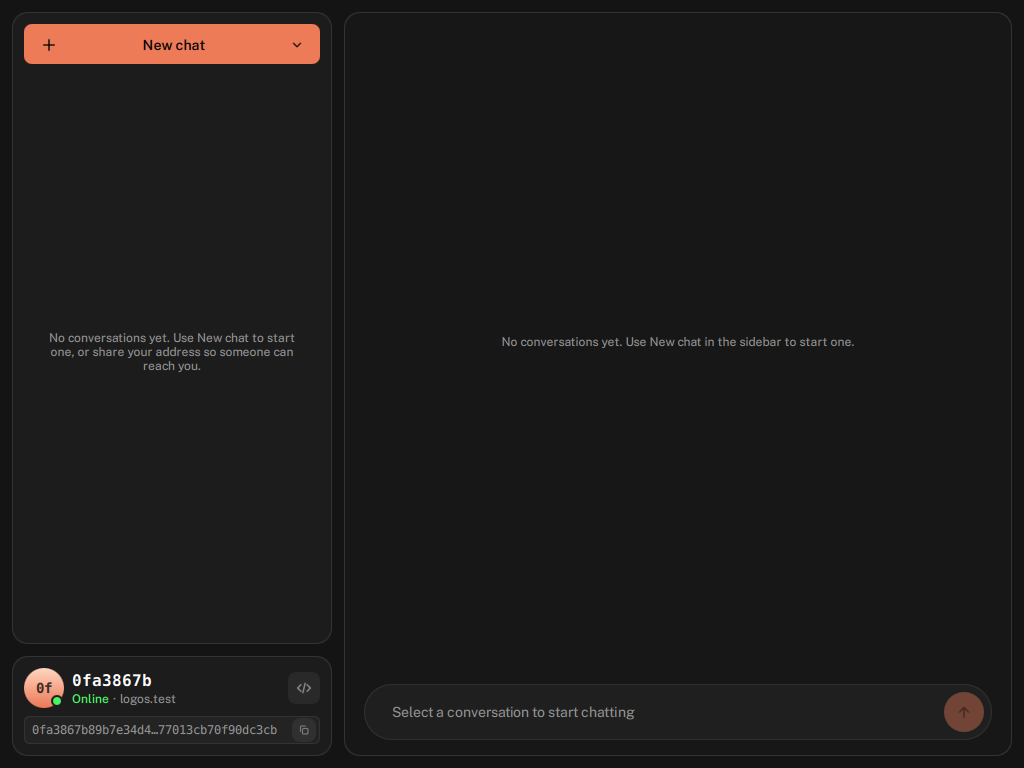 New chat
No conversations yet. Use New chat to start
one, or share your address so someone can
reach you.
0f
0fa3867b
Online · logos.test
0fa3867b89b7e34d4…77013cb70f90dc3cb
No conversations yet. Use New chat in the sidebar to start one.
Select a conversation to start chatting